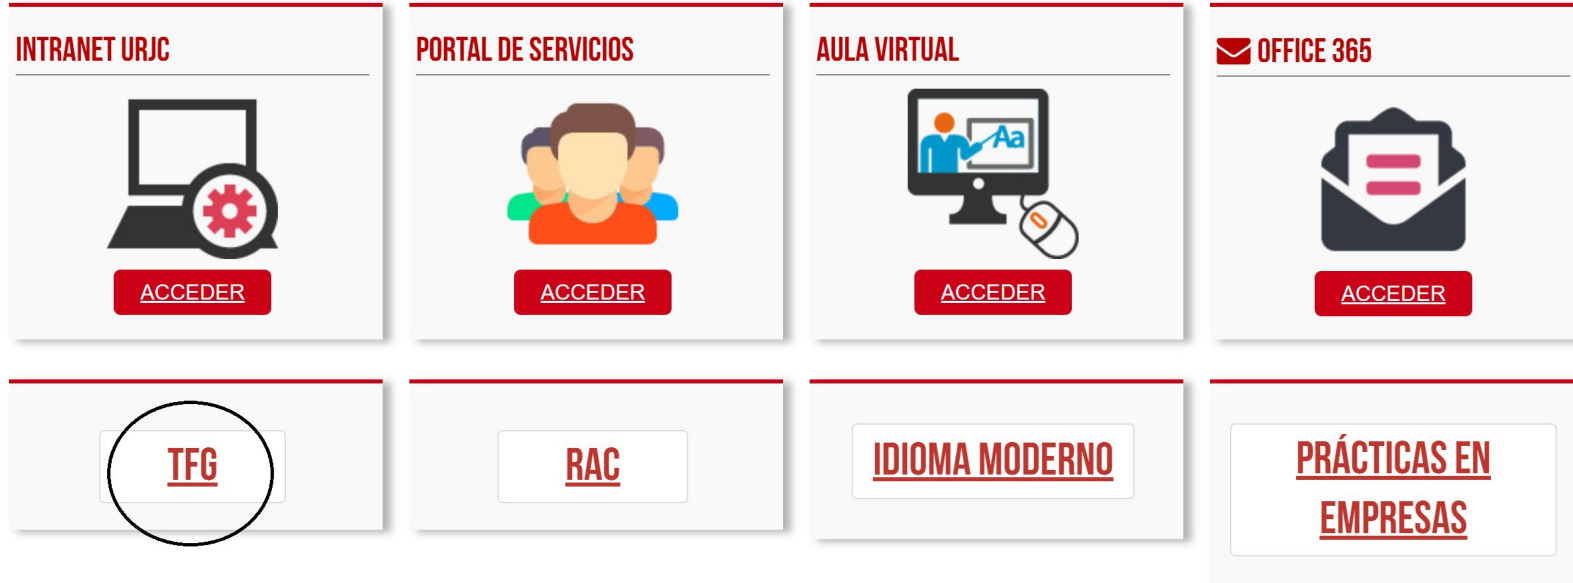 INTRANET URJC
PORTAL DE SERVICIOS
AULA VIRTUAL
OFFICE 365
Aa
ACCEDER
ACCEDER
ACCEDER
ACCEDER
TFG
RAC
IDIOMA MODERNO
PRÁCTICAS EN
EMPRESAS